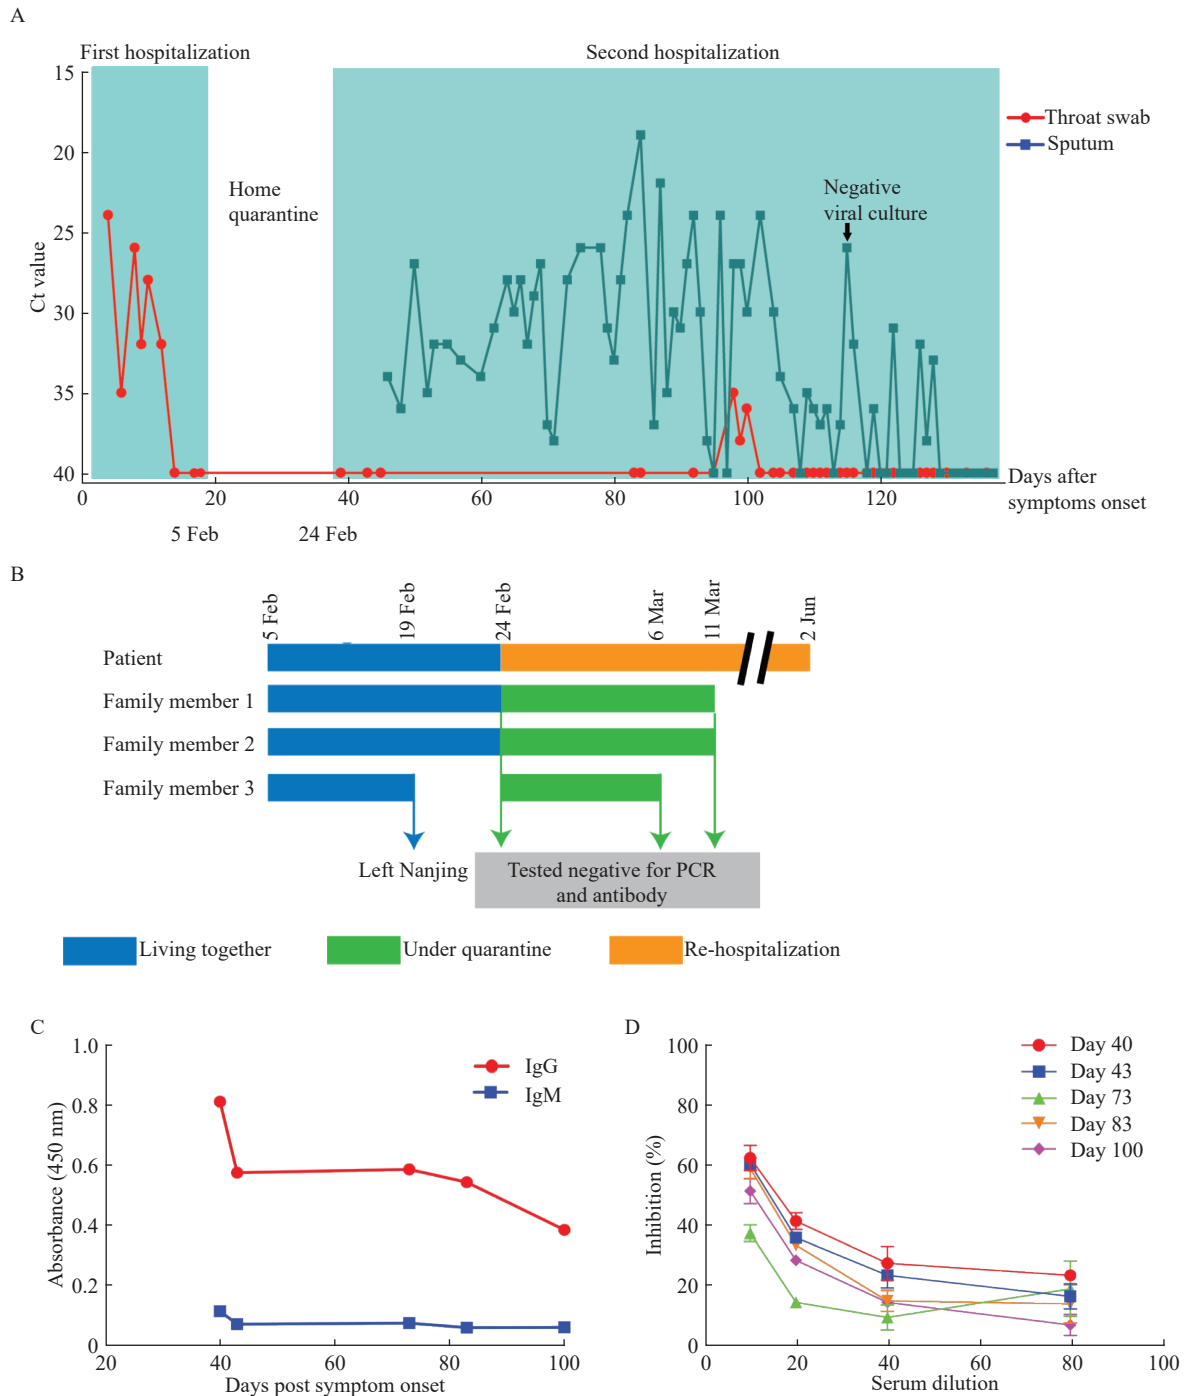 A
First hospitalization
Second hospitalization
15
20
25
30
35
40
Ct value
Home
quarantine
Negative
viral culture
Throat swab
Sputum
0
20
40
60
80
100
120
Days after
symptoms onset
5 Feb
24 Feb
B
5 Feb
19 Feb
24 Feb
6 Mar
11 Mar
2 Jun
Patient
Family member 1
Family member 2
Family member 3
Left Nanjing
Tested negative for PCR
and antibody
Living together
Under quarantine
Re-hospitalization
C
1.0
0.8
0.6
0.4
0.2
0
Absorbance (450 nm)
IgG
IgM
20
40
60
80
100
Days post symptom onset
D
100
80
60
40
20
0
Inhibition (%)
Day 40
Day 43
Day 73
Day 83
Day 100
0
20
40
60
80
100
Serum dilution